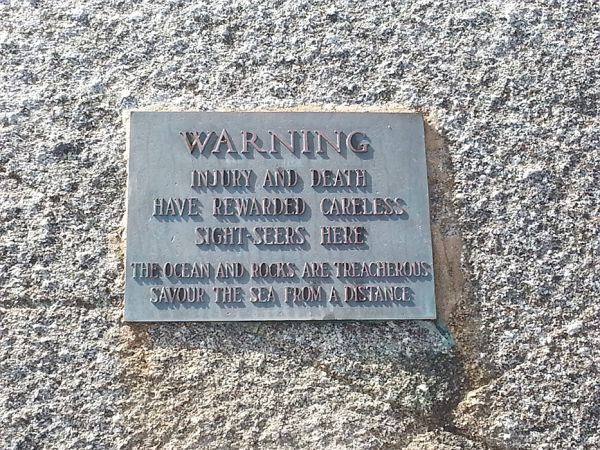 WARNING
INJURY AND DEATH
HAVE REWARDED CARELESS
SIGHT-SEERS HERE
THE OCEAN AND ROCKS ARE TREACHEROUS
SAVOUR THE SEA FROM A DISTANCE